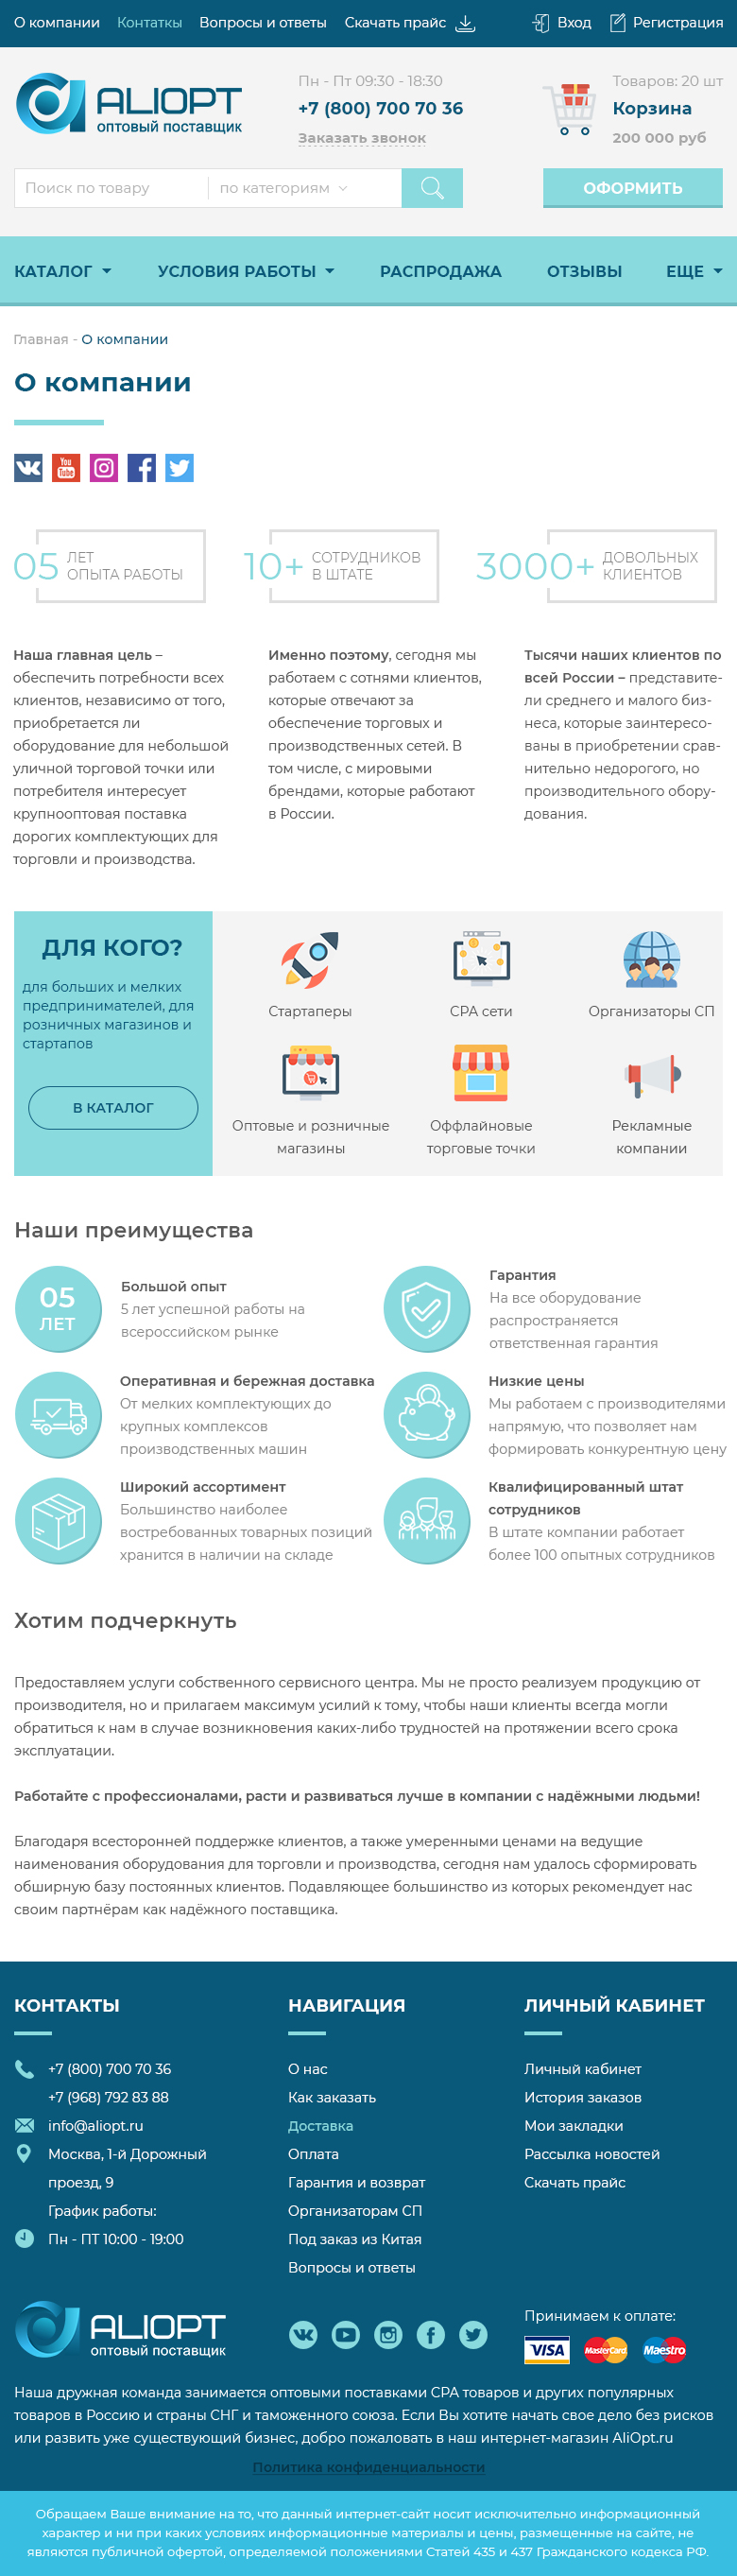 О компании Контаткы Вопросы и ответы Скачать прайс Вход Регистрация
ALIOPT
оптовый поставщик
Пн - Пт 09:30 - 18:30
+7 (800) 700 70 36
Заказать звонок
Товаров: 20 шт
Корзина
200 000 руб
Поиск по товару по категориям
ОФОРМИТЬ
КАТАЛОГ УСЛОВИЯ РАБОТЫ РАСПРОДАЖА ОТЗЫВЫ ЕЩЕ
Главная - О компании
О компании
You
Tube
05 ЛЕТ
ОПЫТА РАБОТЫ
10+ СОТРУДНИКОВ
В ШТАТЕ
3000+ ДОВОЛЬНЫХ
КЛИЕНТОВ
Наша главная цель –
обеспечить потребности всех
клиентов, независимо от того,
приобретается ли
оборудование для небольшой
уличной торговой точки или
потребителя интересует
крупнооптовая поставка
дорогих комплектующих для
торговли и производства.
Именно поэтому, сегодня мы
работаем с сотнями клиентов,
которые отвечают за
обеспечение торговых и
производственных сетей. В
том числе, с мировыми
брендами, которые работают
в России.
Тысячи наших клиентов по
всей России – представите-
ли среднего и малого биз-
неса, которые заинтересо-
ваны в приобретении срав-
нительно недорогого, но
производительного обору-
дования.
ДЛЯ КОГО?
для больших и мелких
предпринимателей, для
розничных магазинов и
стартапов
В КАТАЛОГ
Стартаперы
CPA сети
Организаторы СП
Оптовые и розничные
магазины
Оффлайновые
торговые точки
Рекламные
компании
Наши преимущества
05
ЛЕТ
Большой опыт
5 лет успешной работы на
всероссийском рынке
Гарантия
На все оборудование
распространяется
ответственная гарантия
Оперативная и бережная доставка
От мелких комплектующих до
крупных комплексов
производственных машин
Низкие цены
Мы работаем с производителями
напрямую, что позволяет нам
формировать конкурентную цену
Широкий ассортимент
Большинство наиболее
востребованных товарных позиций
хранится в наличии на складе
Квалифицированный штат
сотрудников
В штате компании работает
более 100 опытных сотрудников
Хотим подчеркнуть
Предоставляем услуги собственного сервисного центра. Мы не просто реализуем продукцию от
производителя, но и прилагаем максимум усилий к тому, чтобы наши клиенты всегда могли
обратиться к нам в случае возникновения каких-либо трудностей на протяжении всего срока
эксплуатации.
Работайте с профессионалами, расти и развиваться лучше в компании с надёжными людьми!
Благодаря всесторонней поддержке клиентов, а также умеренными ценами на ведущие
наименования оборудования для торговли и производства, сегодня нам удалось сформировать
обширную базу постоянных клиентов. Подавляющее большинство из которых рекомендует нас
своим партнёрам как надёжного поставщика.
КОНТАКТЫ
+7 (800) 700 70 36
+7 (968) 792 83 88
info@aliopt.ru
Москва, 1-й Дорожный
проезд, 9
График работы:
Пн - ПТ 10:00 - 19:00
НАВИГАЦИЯ
О нас
Как заказать
Доставка
Оплата
Гарантия и возврат
Организаторам СП
Под заказ из Китая
Вопросы и ответы
ЛИЧНЫЙ КАБИНЕТ
Личный кабинет
История заказов
Мои закладки
Рассылка новостей
Скачать прайс
ALIOPT
оптовый поставщик
Принимаем к оплате:
VISA MasterCard Maestro
Наша дружная команда занимается оптовыми поставками СРА товаров и других популярных
товаров в Россию и страны СНГ и таможенного союза. Если Вы хотите начать свое дело без рисков
или развить уже существующий бизнес, добро пожаловать в наш интернет-магазин AliOpt.ru
Политика конфиденциальности
Обращаем Ваше внимание на то, что данный интернет-сайт носит исключительно информационный
характер и ни при каких условиях информационные материалы и цены, размещенные на сайте, не
являются публичной офертой, определяемой положениями Статей 435 и 437 Гражданского кодекса РФ.